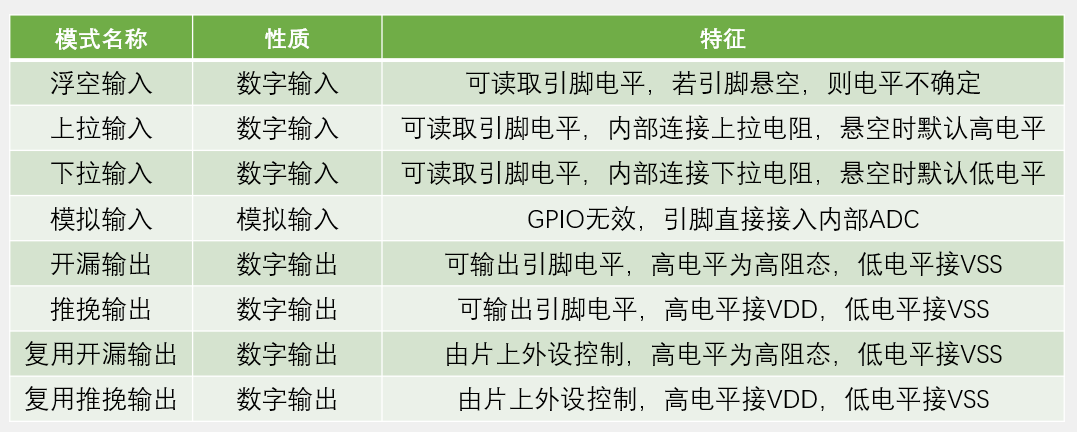 模式名称 性质 特征
浮空输入 数字输入 可读取引脚电平，若引脚悬空，则电平不确定
上拉输入 数字输入 可读取引脚电平，内部连接上拉电阻，悬空时默认高电平
下拉输入 数字输入 可读取引脚电平，内部连接下拉电阻，悬空时默认低电平
模拟输入 模拟输入 GPIO无效，引脚直接接入内部ADC
开漏输出 数字输出 可输出引脚电平，高电平为高阻态，低电平接VSS
推挽输出 数字输出 可输出引脚电平，高电平接VDD，低电平接VSS
复用开漏输出 数字输出 由片上外设控制，高电平为高阻态，低电平接VSS
复用推挽输出 数字输出 由片上外设控制，高电平接VDD，低电平接VSS